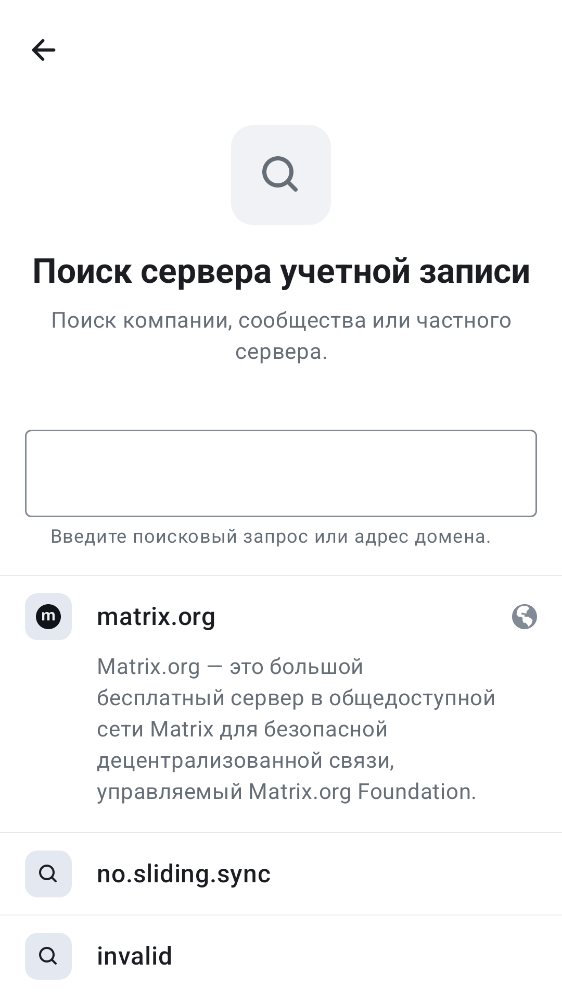 Поиск сервера учетной записи
Поиск компании, сообщества или частного
сервера.
Введите поисковый запрос или адрес домена.
m
matrix.org
Matrix.org — это большой
бесплатный сервер в общедоступной
сети Matrix для безопасной
децентрализованной связи,
управляемый Matrix.org Foundation.
no.sliding.sync
invalid